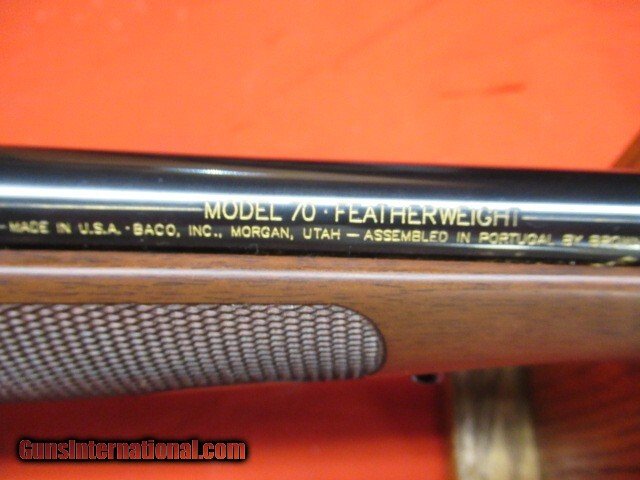 MODEL 70 · FEATHERWEIGHT
MADE IN U.S.A. · BACO, INC., MORGAN, UTAH — ASSEMBLED IN PORTUGAL BY
GunsInternational.com